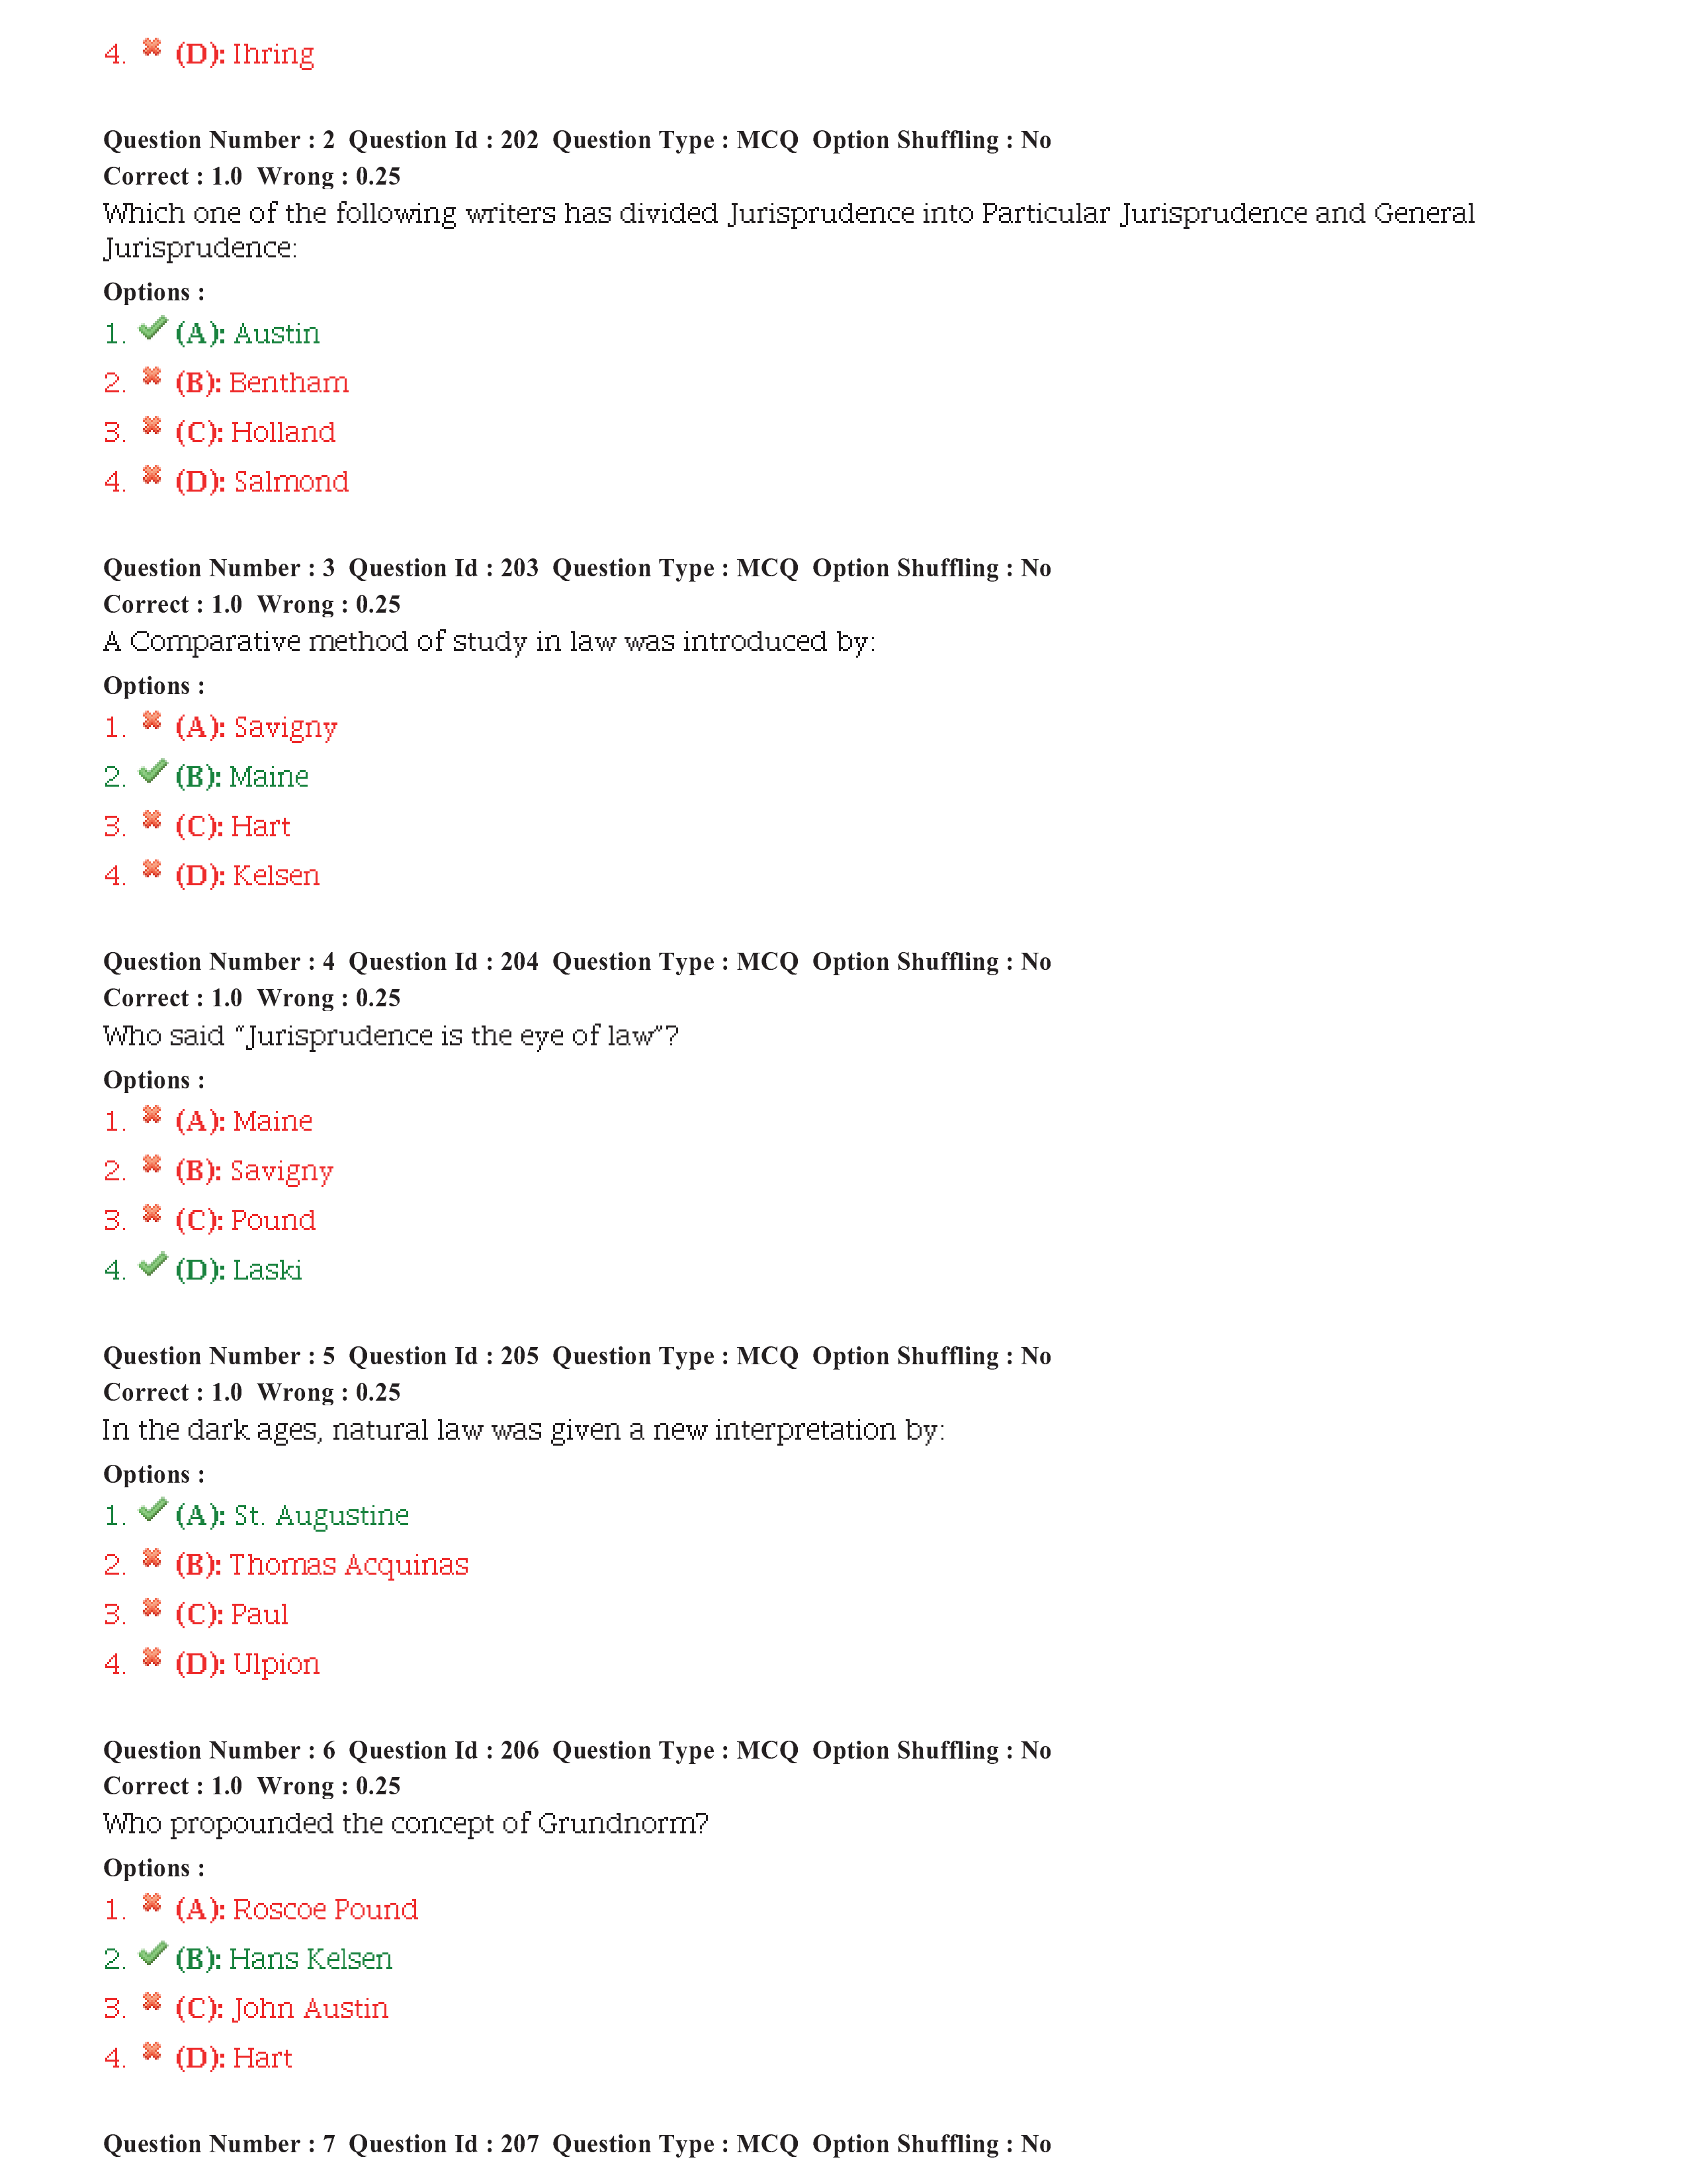 4. (D): Ihring
Question Number : 2 Question Id : 202 Question Type : MCQ Option Shuffling : No
Correct : 1.0 Wrong : 0.25
Which one of the following writers has divided Jurisprudence into Particular Jurisprudence and General
Jurisprudence:
Options :
1. (A): Austin
2. (B): Bentham
3. (C): Holland
4. (D): Salmond
Question Number : 3 Question Id : 203 Question Type : MCQ Option Shuffling : No
Correct : 1.0 Wrong : 0.25
A Comparative method of study in law was introduced by:
Options :
1. (A): Savigny
2. (B): Maine
3. (C): Hart
4. (D): Kelsen
Question Number : 4 Question Id : 204 Question Type : MCQ Option Shuffling : No
Correct : 1.0 Wrong : 0.25
Who said “Jurisprudence is the eye of law”?
Options :
1. (A): Maine
2. (B): Savigny
3. (C): Pound
4. (D): Laski
Question Number : 5 Question Id : 205 Question Type : MCQ Option Shuffling : No
Correct : 1.0 Wrong : 0.25
In the dark ages, natural law was given a new interpretation by:
Options :
1. (A): St. Augustine
2. (B): Thomas Acquinas
3. (C): Paul
4. (D): Ulpion
Question Number : 6 Question Id : 206 Question Type : MCQ Option Shuffling : No
Correct : 1.0 Wrong : 0.25
Who propounded the concept of Grundnorm?
Options :
1. (A): Roscoe Pound
2. (B): Hans Kelsen
3. (C): John Austin
4. (D): Hart
Question Number : 7 Question Id : 207 Question Type : MCQ Option Shuffling : No